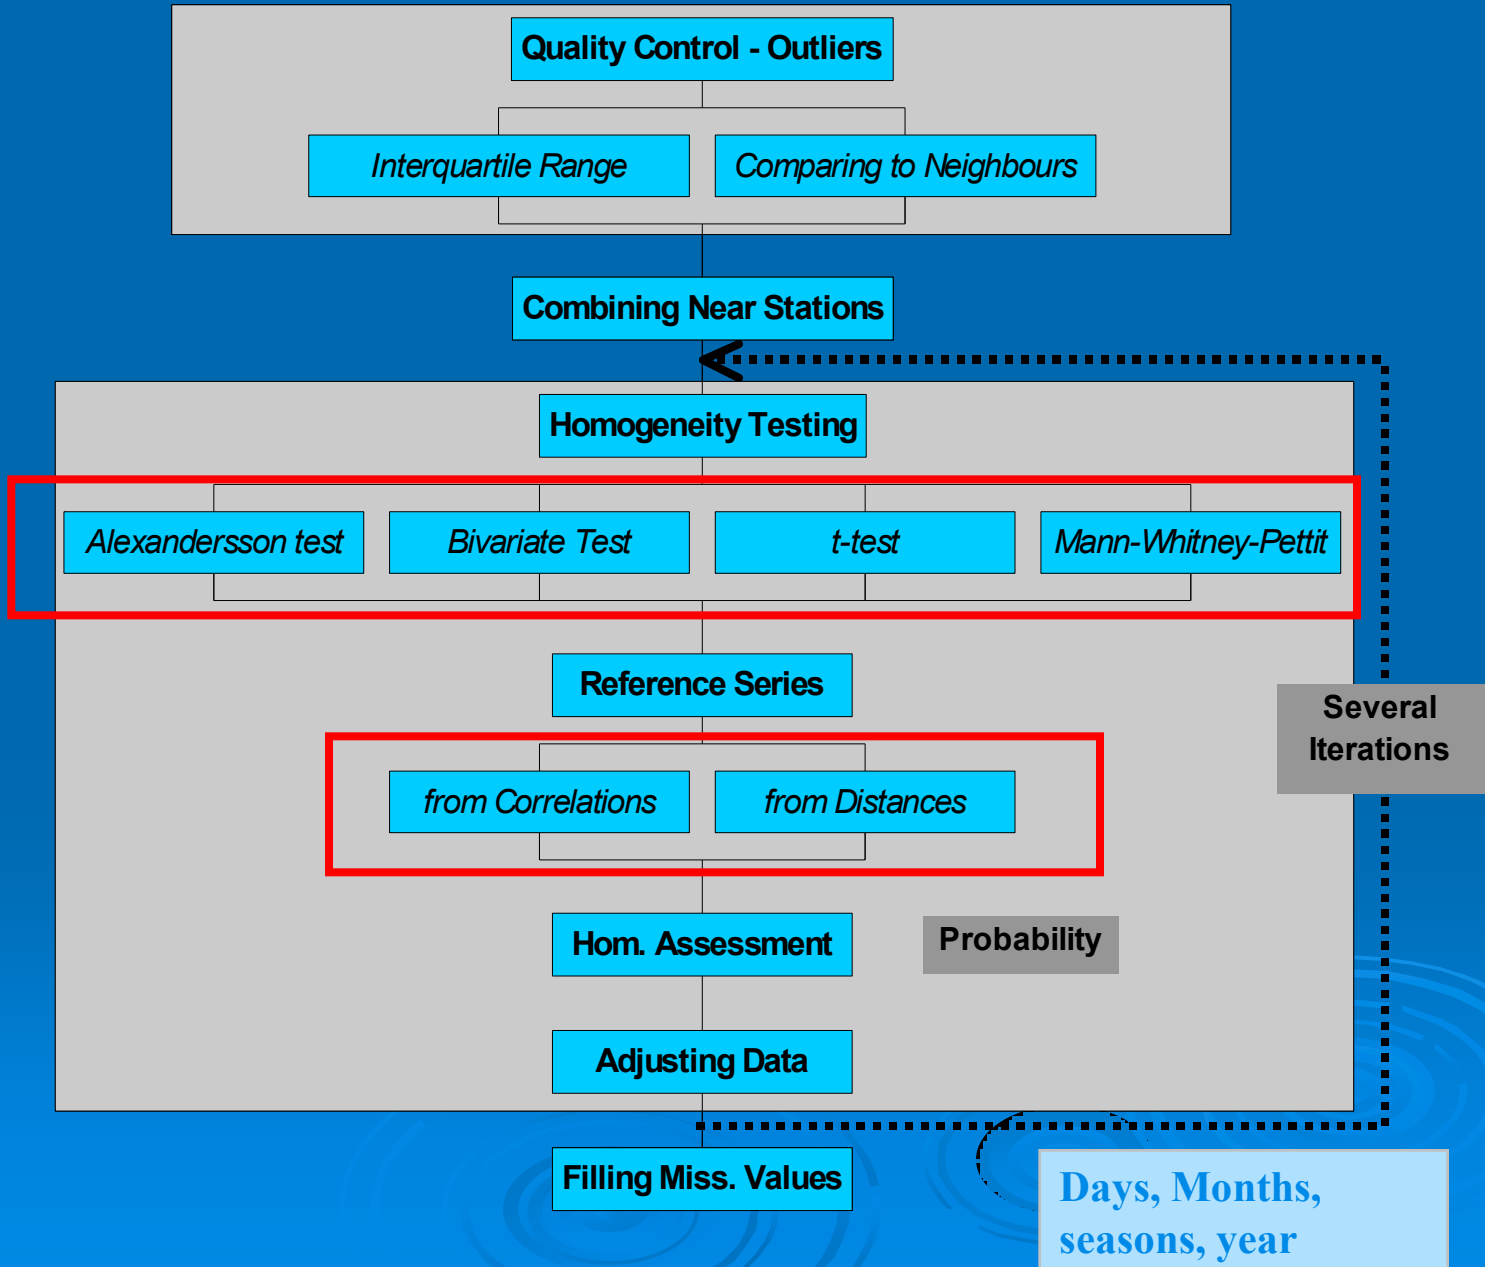 Quality Control - Outliers
Interquartile Range
Comparing to Neighbours
Combining Near Stations
Homogeneity Testing
Alexandersson test
Bivariate Test
t-test
Mann-Whitney-Pettit
Reference Series
Several
Iterations
from Correlations
from Distances
Hom. Assessment
Probability
Adjusting Data
Filling Miss. Values
Days, Months,
seasons, year